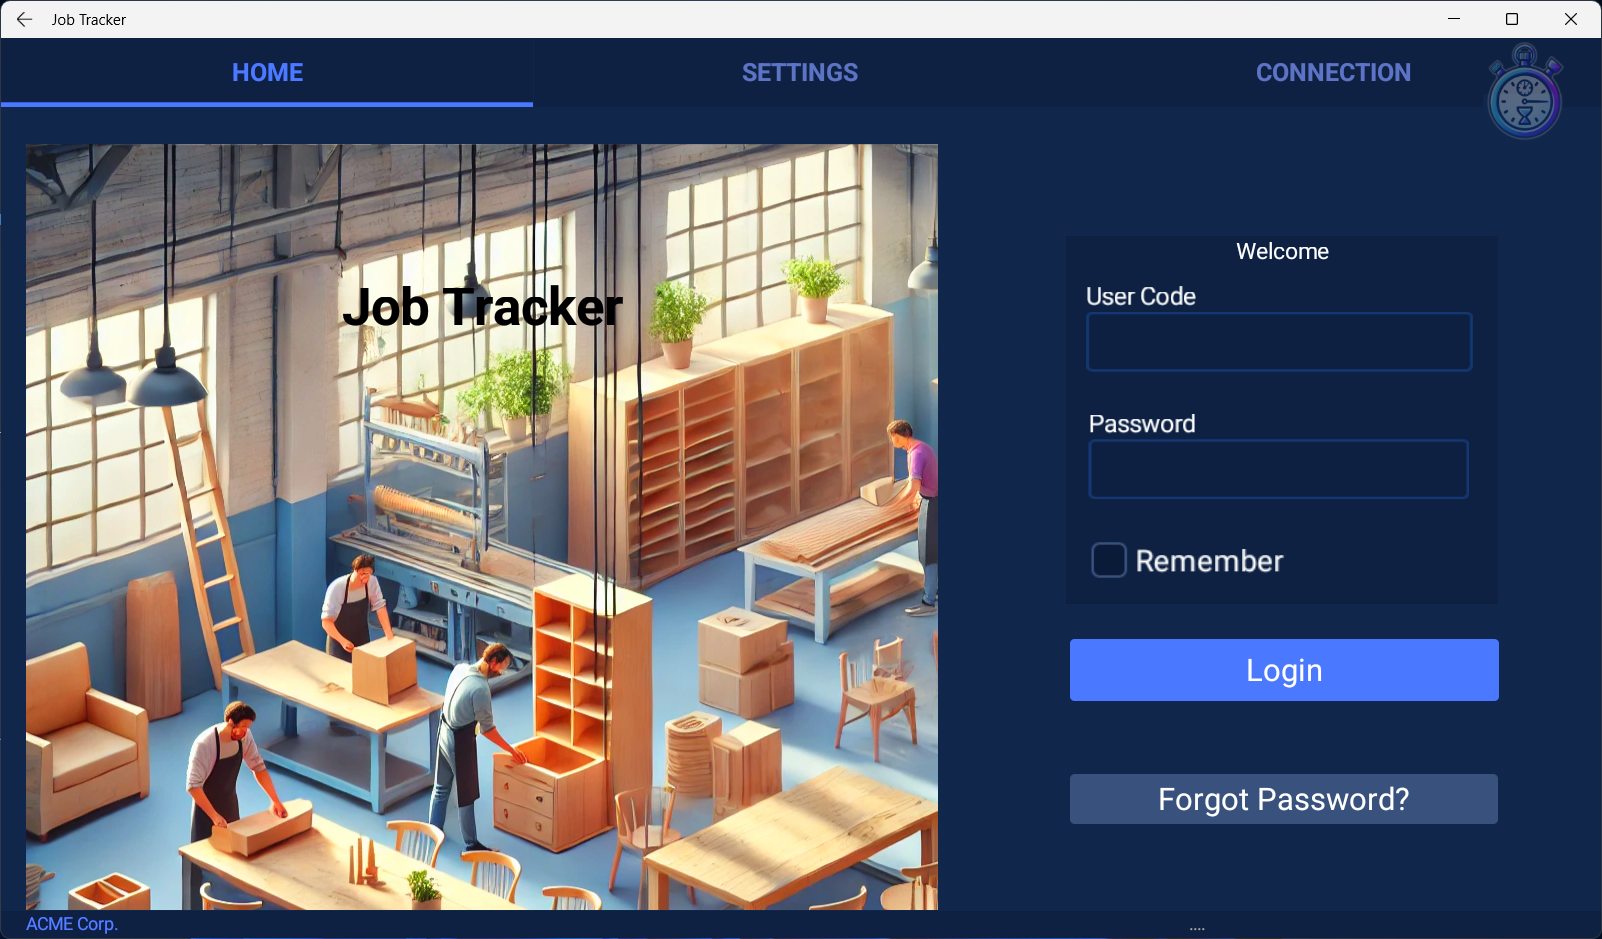 Job Tracker
HOME
SETTINGS
CONNECTION
Job Tracker
Welcome
User Code
Password
Remember
Login
Forgot Password?
ACME Corp.
....